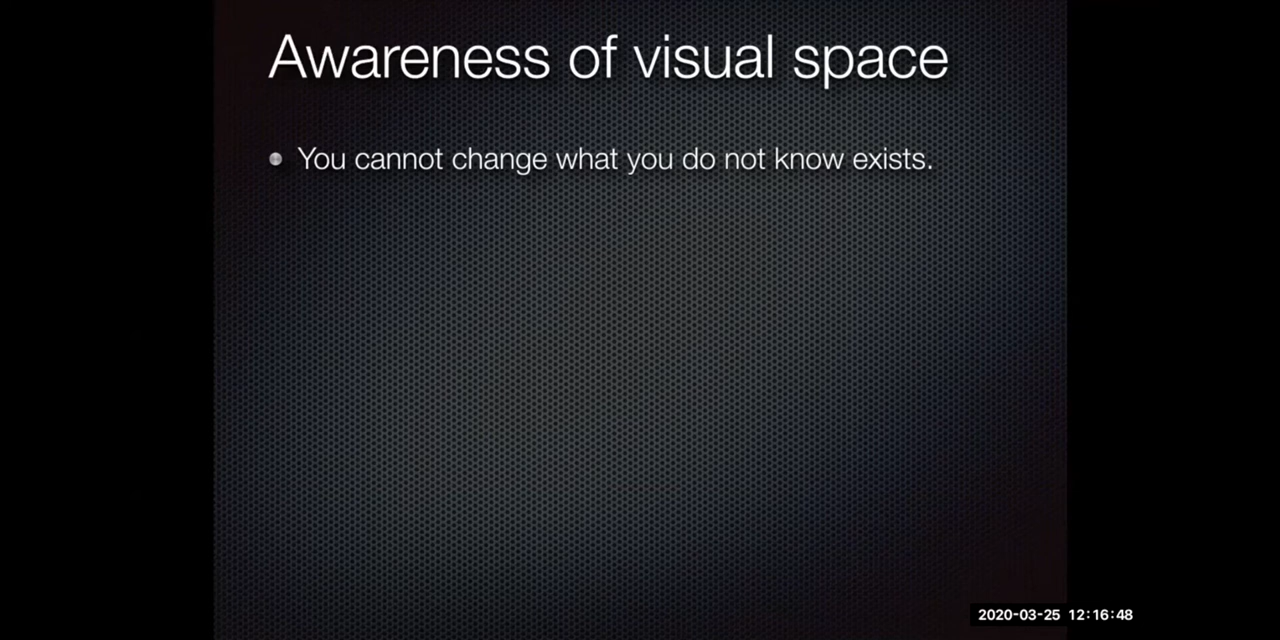 Awareness of visual space
You cannot change what you do not know exists.
2020-03-25 12:16:48